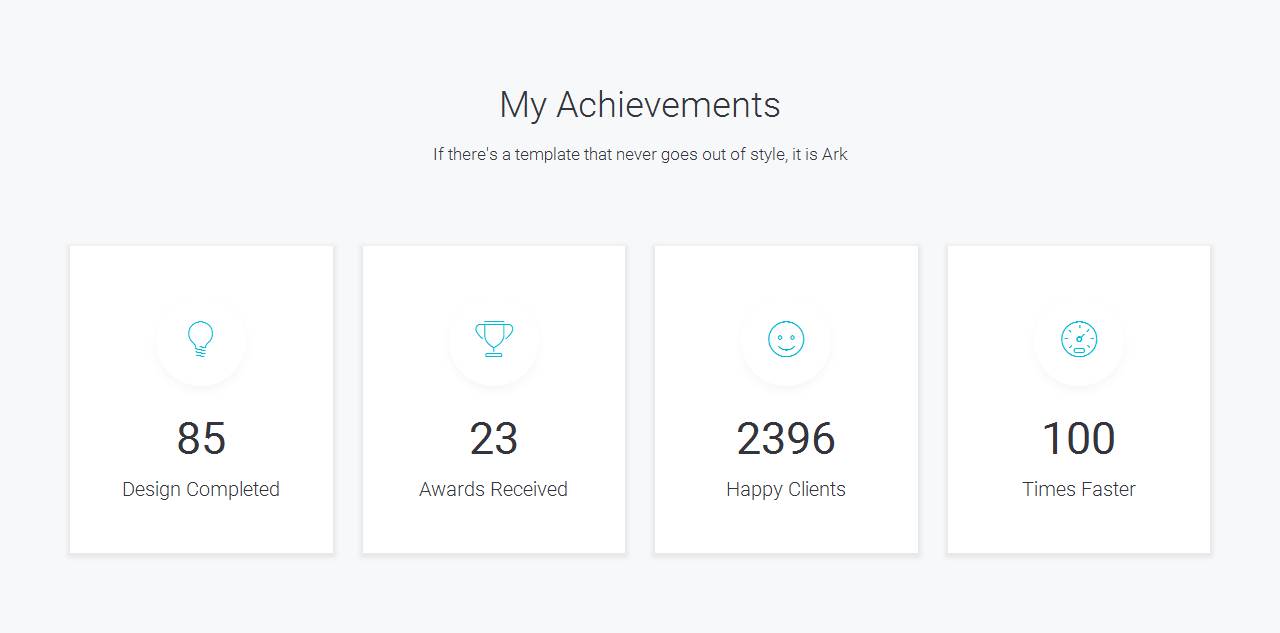 My Achievements
If there's a template that never goes out of style, it is Ark
85
Design Completed
23
Awards Received
2396
Happy Clients
100
Times Faster